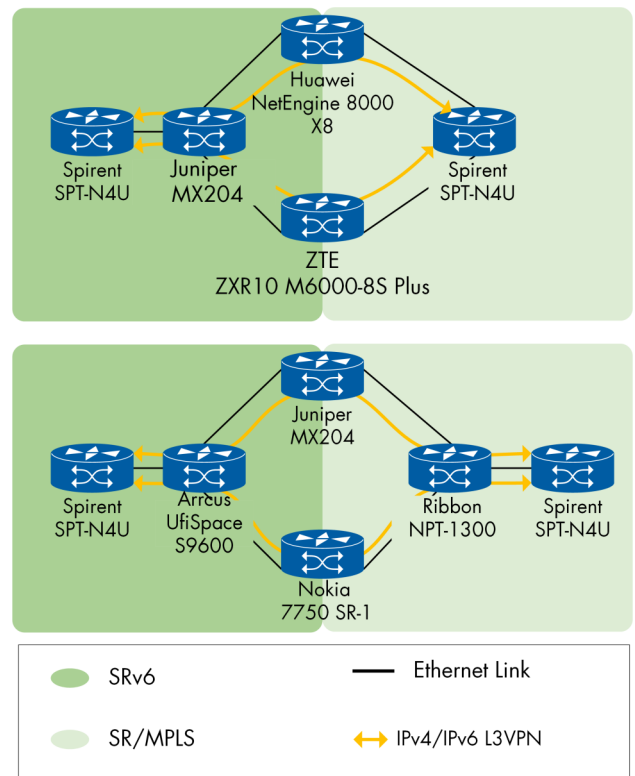 Huawei
NetEngine 8000
X8
Spirent
SPT-N4U
Juniper
MX204
Spirent
SPT-N4U
ZTE
ZXR10 M6000-8S Plus
Juniper
MX204
Spirent
SPT-N4U
Arrcus
UfiSpace
S9600
Ribbon
NPT-1300
Spirent
SPT-N4U
Nokia
7750 SR-1
SRv6
Ethernet Link
SR/MPLS
IPv4/IPv6 L3VPN